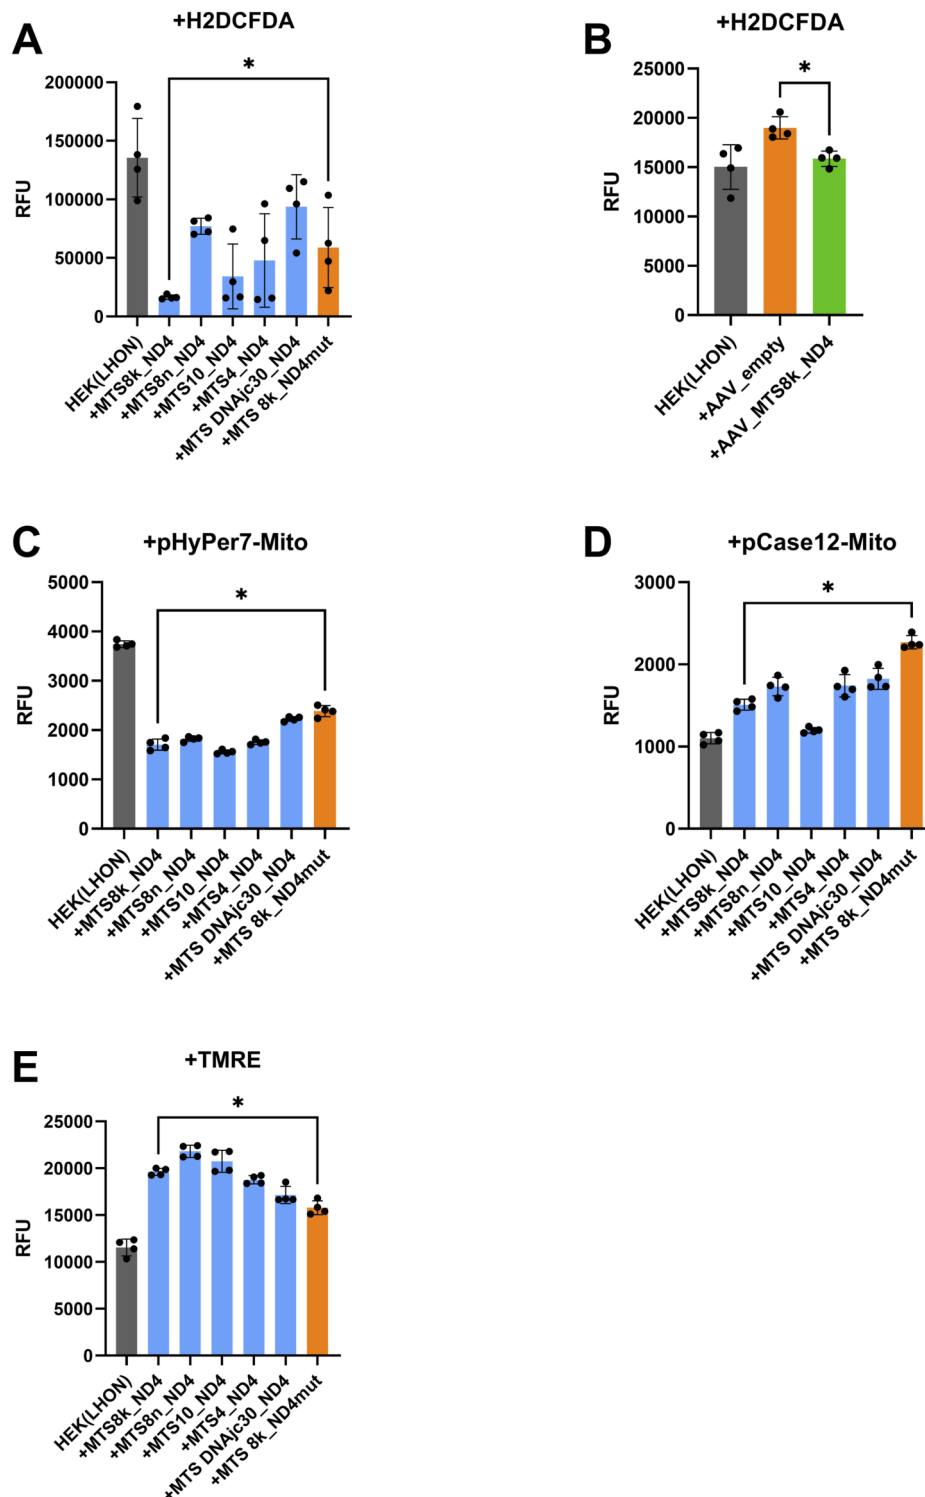 A
+H2DCFDA
*
200000
150000
100000
50000
0
RFU
HEK(LHON)
+MTS8k_ND4
+MTS8n_ND4
+MTS10_ND4
+MTS4_ND4
+MTS DNAjc30_ND4
+MTS 8k_ND4mut
B
+H2DCFDA
*
25000
20000
15000
10000
5000
0
RFU
HEK(LHON)
+AAV_empty
+AAV_MTS8k_ND4
C
+pHyPer7-Mito
*
5000
4000
3000
2000
1000
0
RFU
HEK(LHON)
+MTS8k_ND4
+MTS8n_ND4
+MTS10_ND4
+MTS4_ND4
+MTS DNAjc30_ND4
+MTS 8k_ND4mut
D
+pCase12-Mito
*
3000
2000
1000
0
RFU
HEK(LHON)
+MTS8k_ND4
+MTS8n_ND4
+MTS10_ND4
+MTS4_ND4
+MTS DNAjc30_ND4
+MTS 8k_ND4mut
E
+TMRE
*
25000
20000
15000
10000
5000
0
RFU
HEK(LHON)
+MTS8k_ND4
+MTS8n_ND4
+MTS10_ND4
+MTS4_ND4
+MTS DNAjc30_ND4
+MTS 8k_ND4mut